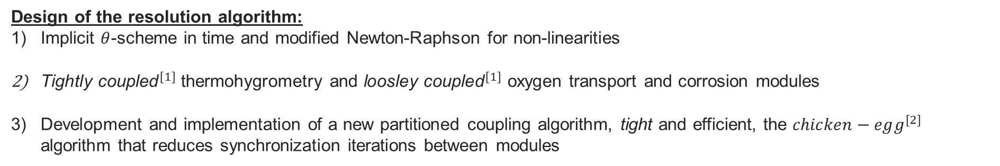 Design of the resolution algorithm:
1) Implicit θ-scheme in time and modified Newton-Raphson for non-linearities
2) Tightly coupled[1] thermohygrometry and loosley coupled[1] oxygen transport and corrosion modules
3) Development and implementation of a new partitioned coupling algorithm, tight and efficient, the chicken − egg[2]
algorithm that reduces synchronization iterations between modules